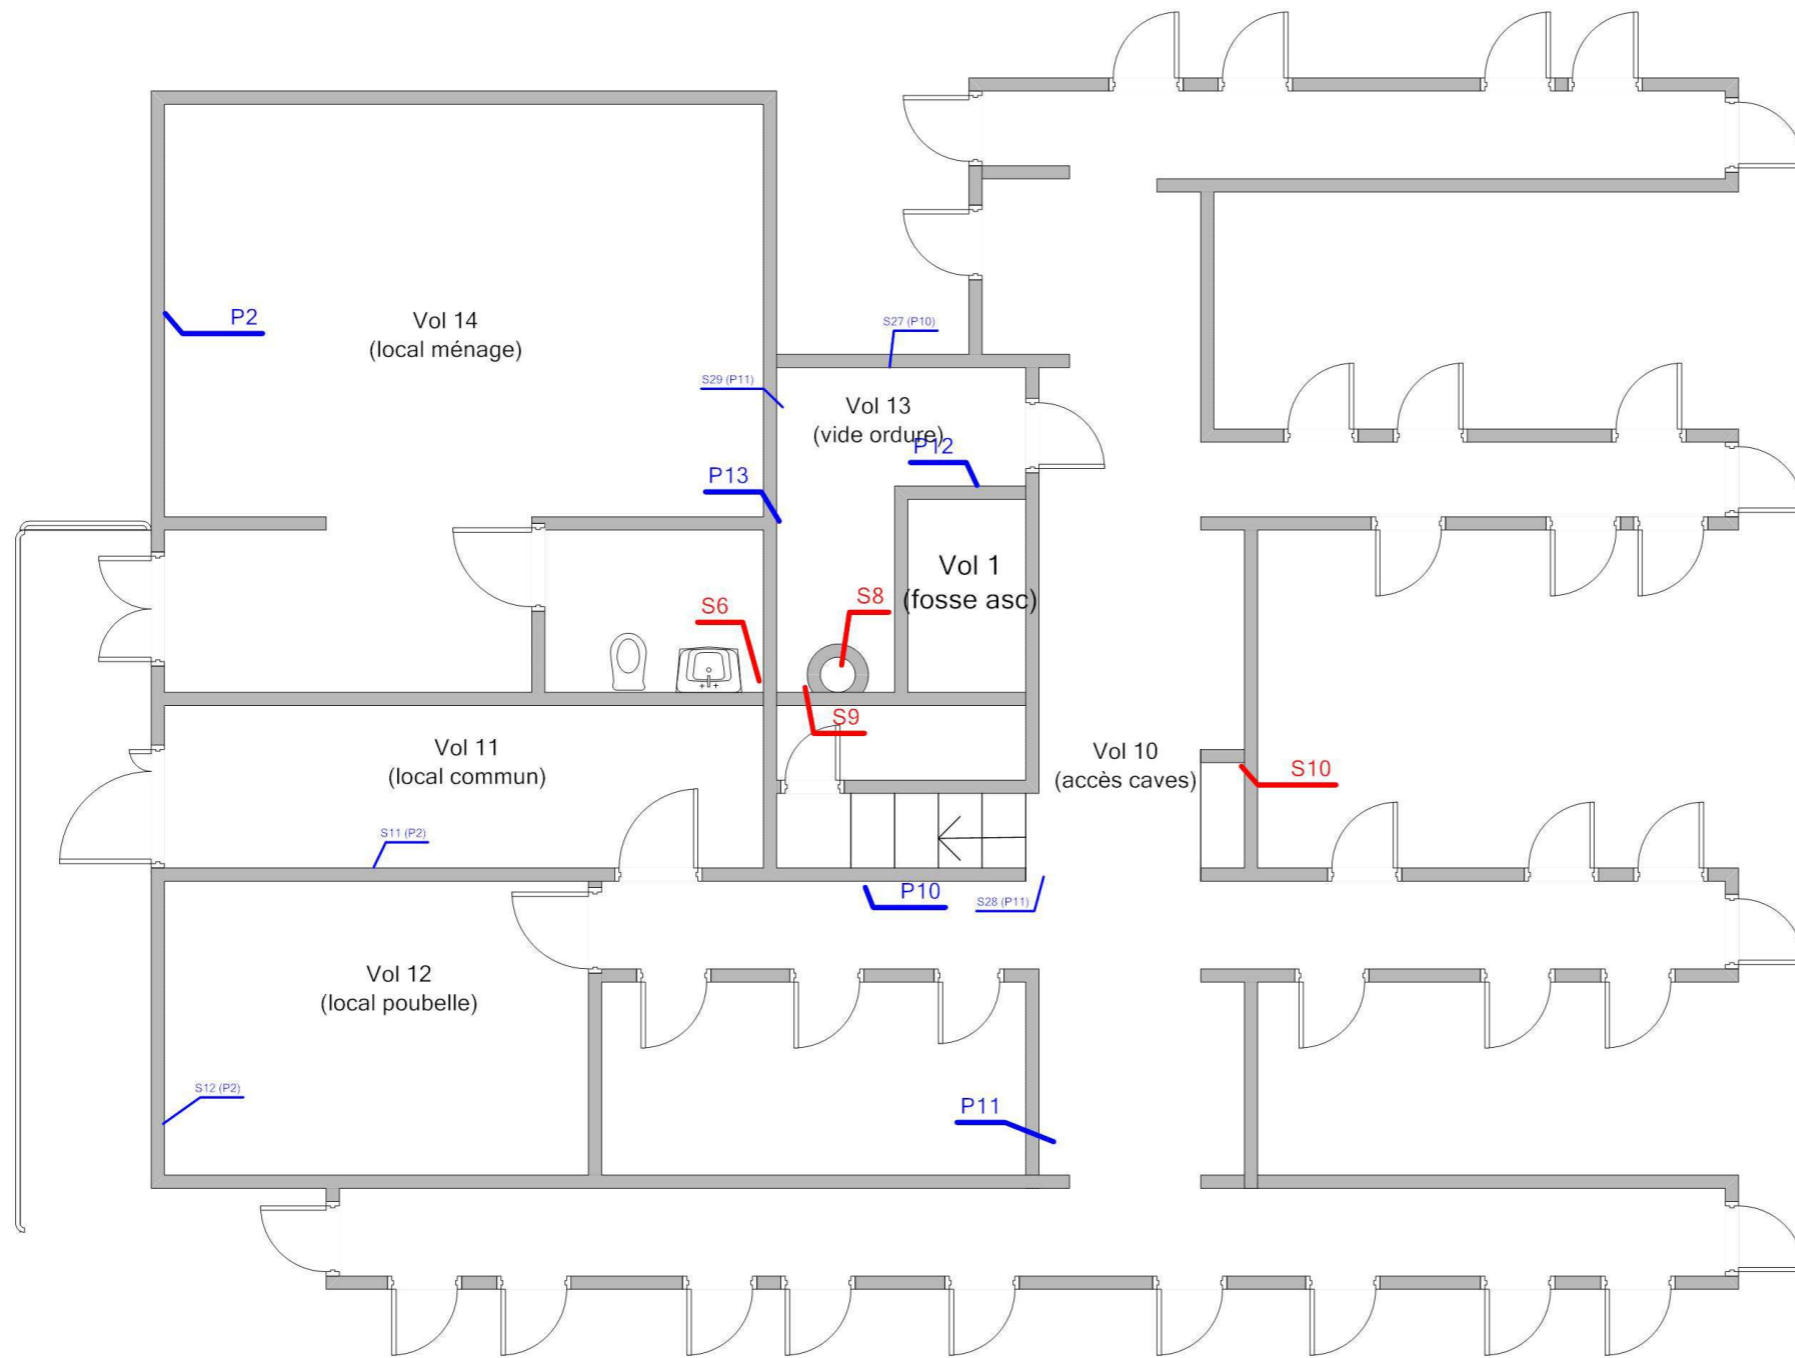 P2
Vol 14
(local ménage)
S27 (P10)
S29 (P11)
Vol 13
(vide ordure)
P12
P13
Vol 1
(fosse asc)
S6
S8
S9
Vol 11
(local commun)
Vol 10
(accès caves)
S10
S11 (P2)
P10
S28 (P11)
Vol 12
(local poubelle)
S12 (P2)
P11